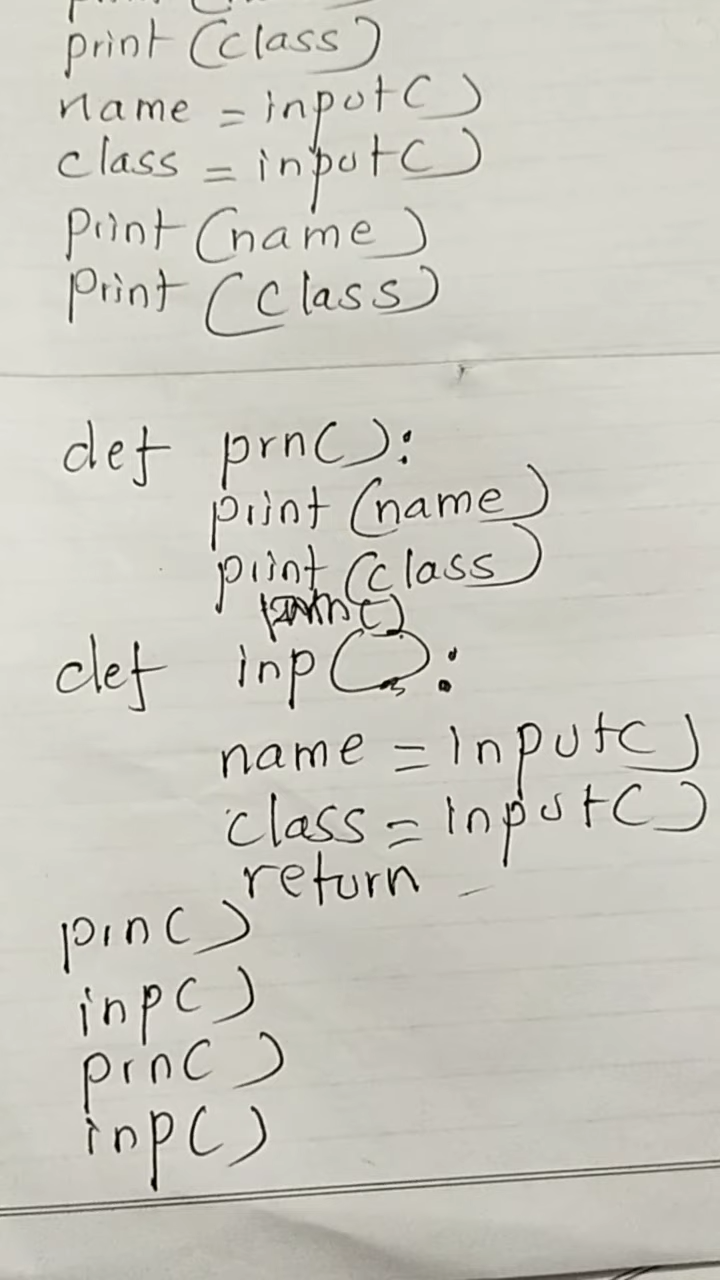 print (class)
name = input()
class = input()
print (name)
print (class)
def prn():
print (name)
print (class)
def inp():
name = input()
class = input()
return
prn()
inp()
prn()
inp()